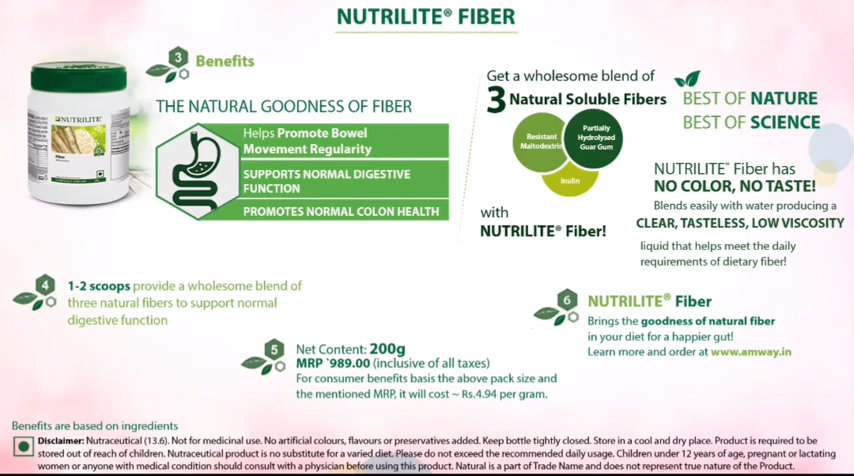 NUTRILITE® FIBER
3
Benefits
THE NATURAL GOODNESS OF FIBER
Helps Promote Bowel
Movement Regularity
SUPPORTS NORMAL DIGESTIVE
FUNCTION
PROMOTES NORMAL COLON HEALTH
NUTRILITE
Fiber
Get a wholesome blend of
3 Natural Soluble Fibers
Resistant
Maltodextrin
Partially
Hydrolysed
Guar Gum
Inulin
with
NUTRILITE® Fiber!
BEST OF NATURE
BEST OF SCIENCE
NUTRILITE® Fiber has
NO COLOR, NO TASTE!
Blends easily with water producing a
CLEAR, TASTELESS, LOW VISCOSITY
liquid that helps meet the daily
requirements of dietary fiber!
4
1-2 scoops provide a wholesome blend of
three natural fibers to support normal
digestive function
5
Net Content: 200g
MRP `989.00 (inclusive of all taxes)
For consumer benefits basis the above pack size and
the mentioned MRP, it will cost ~ Rs.4.94 per gram.
6
NUTRILITE® Fiber
Brings the goodness of natural fiber
in your diet for a happier gut!
Learn more and order at www.amway.in
Benefits are based on ingredients
Disclaimer: Nutraceutical (13.6). Not for medicinal use. No artificial colours, flavours or preservatives added. Keep bottle tightly closed. Store in a cool and dry place. Product is required to be
stored out of reach of children. Nutraceutical product is no substitute for a varied diet. Please do not exceed the recommended daily usage. Children under 12 years of age, pregnant or lactating
women or anyone with medical condition should consult with a physician before using this product. Natural is a part of Trade Name and does not represent true nature of the Product.